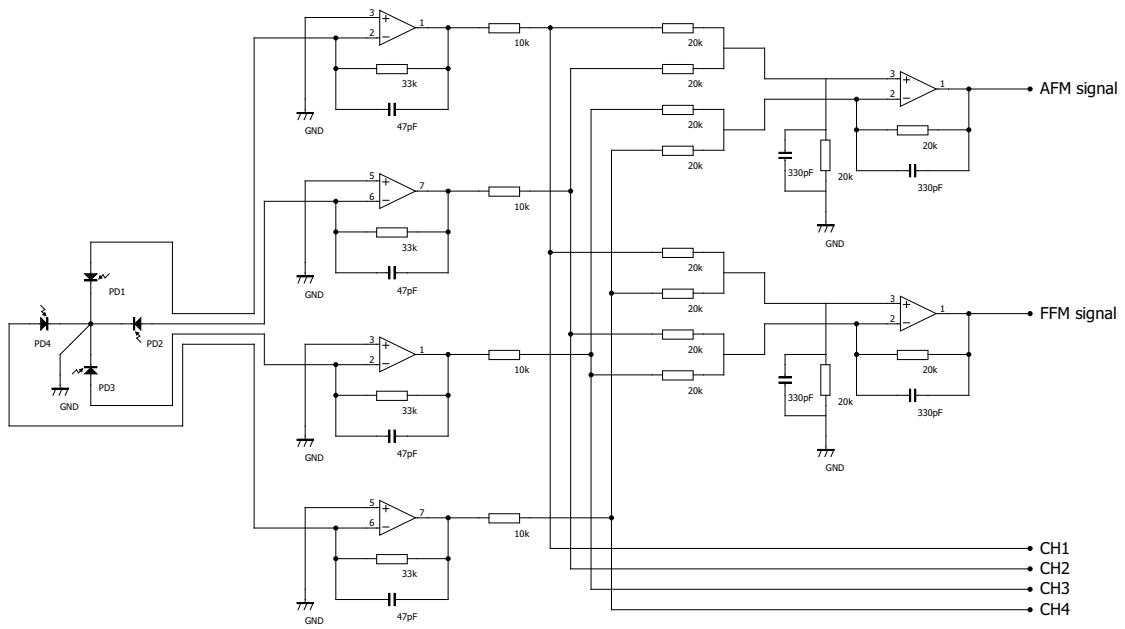 3
2
1
10k
33k
47pF
GND
20k
20k
20k
20k
3
2
1
AFM signal
20k
330pF
20k
330pF
GND
5
6
7
10k
33k
47pF
GND
PD1
PD4
PD2
PD3
GND
20k
20k
20k
20k
3
2
1
FFM signal
20k
330pF
20k
330pF
GND
3
2
1
10k
33k
47pF
GND
5
6
7
10k
33k
47pF
GND
CH1
CH2
CH3
CH4